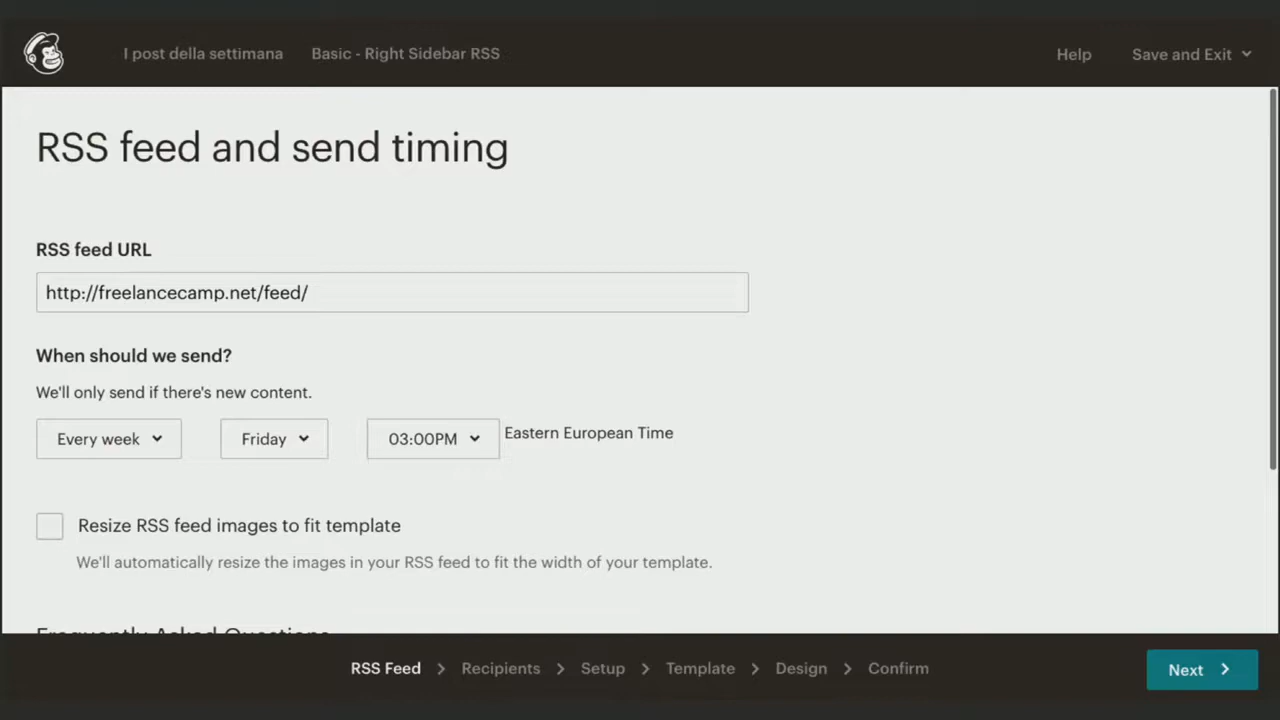 I post della settimana Basic - Right Sidebar RSS Help Save and Exit
RSS feed and send timing
RSS feed URL
http://freelancecamp.net/feed/
When should we send?
We'll only send if there's new content.
Every week Friday 03:00PM Eastern European Time
Resize RSS feed images to fit template
We'll automatically resize the images in your RSS feed to fit the width of your template.
Frequently Asked Questions
RSS Feed Recipients Setup Template Design Confirm Next